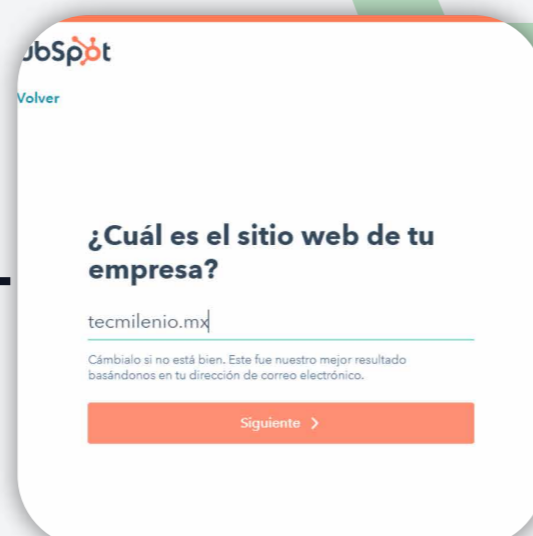 ubSpot
Volver
¿Cuál es el sitio web de tu
empresa?
tecmilenio.mx
Cámbialo si no está bien. Este fue nuestro mejor resultado
basándonos en tu dirección de correo electrónico.
Siguiente >